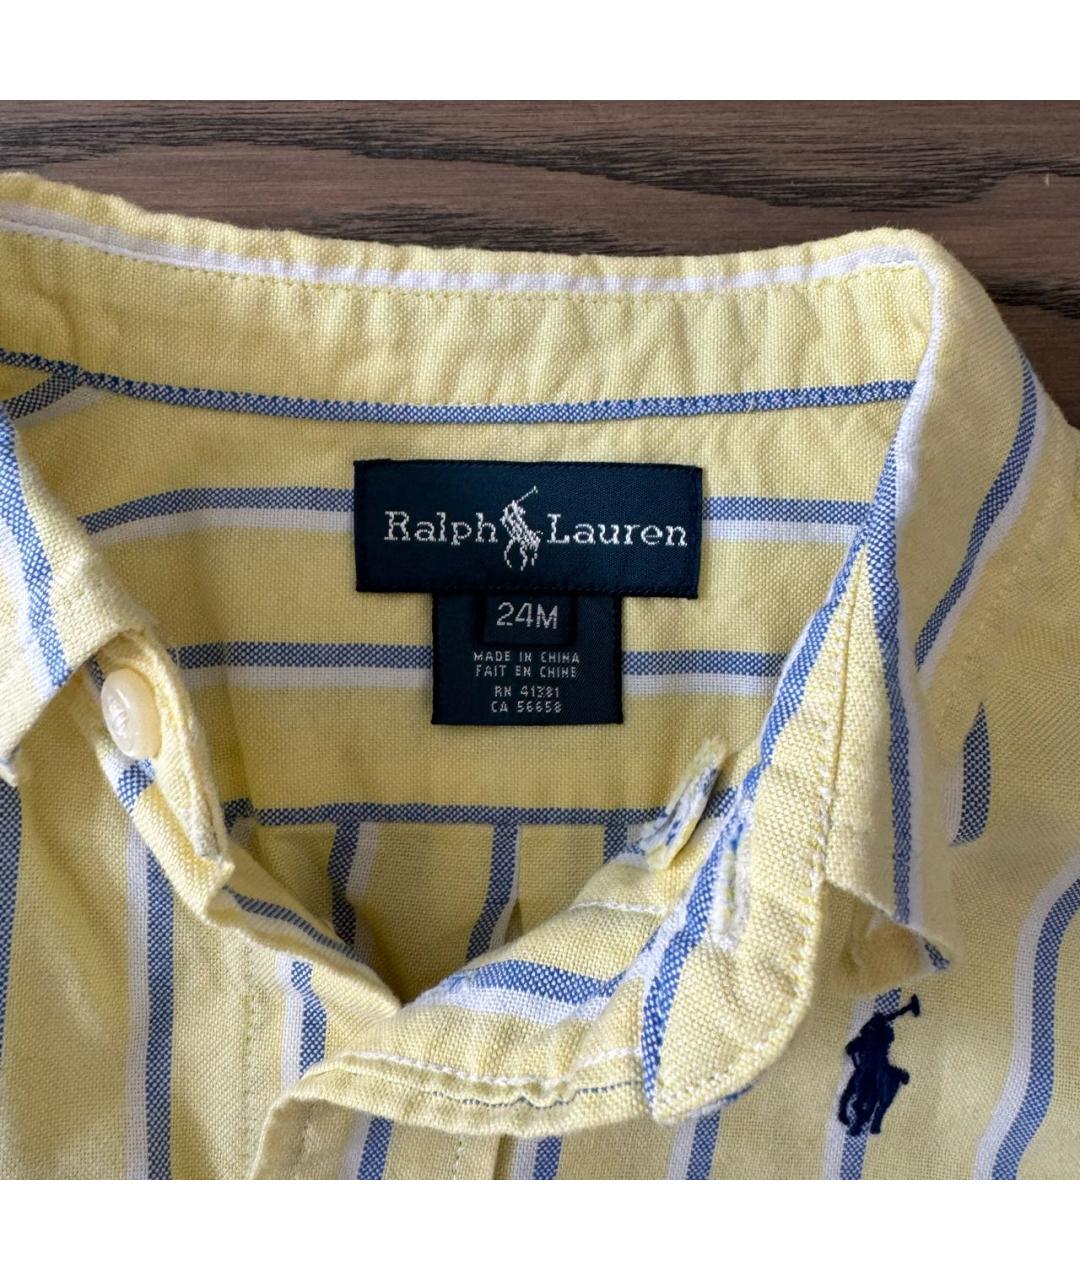 Ralph Lauren
24M
MADE IN CHINA
FAIT EN CHINE
RN 41381
CA 56658